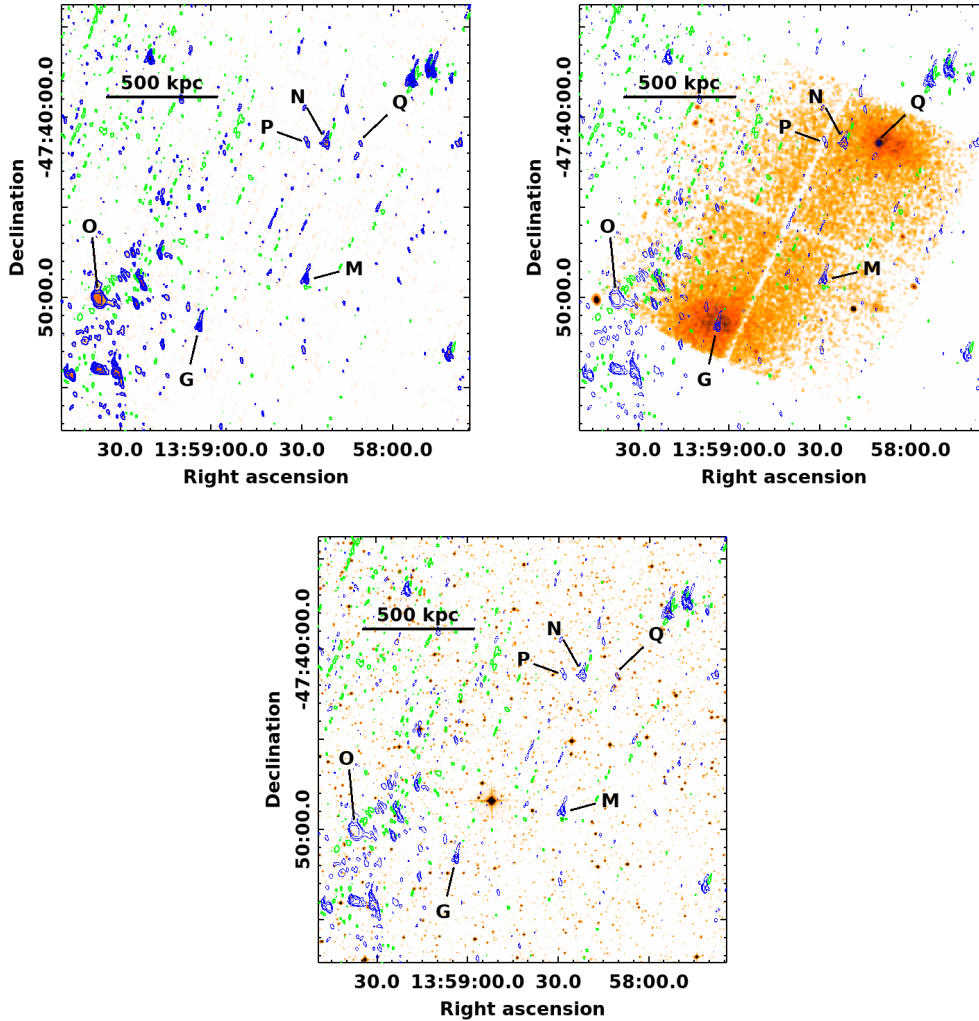 500 kpc
N
Q
P
O
M
G
-47:40:00.0
50:00.0
Declination
30.0 13:59:00.0 30.0 58:00.0
Right ascension
500 kpc
N
Q
P
O
M
G
-47:40:00.0
50:00.0
Declination
30.0 13:59:00.0 30.0 58:00.0
Right ascension
500 kpc
N
Q
P
O
M
G
-47:40:00.0
50:00.0
Declination
30.0 13:59:00.0 30.0 58:00.0
Right ascension